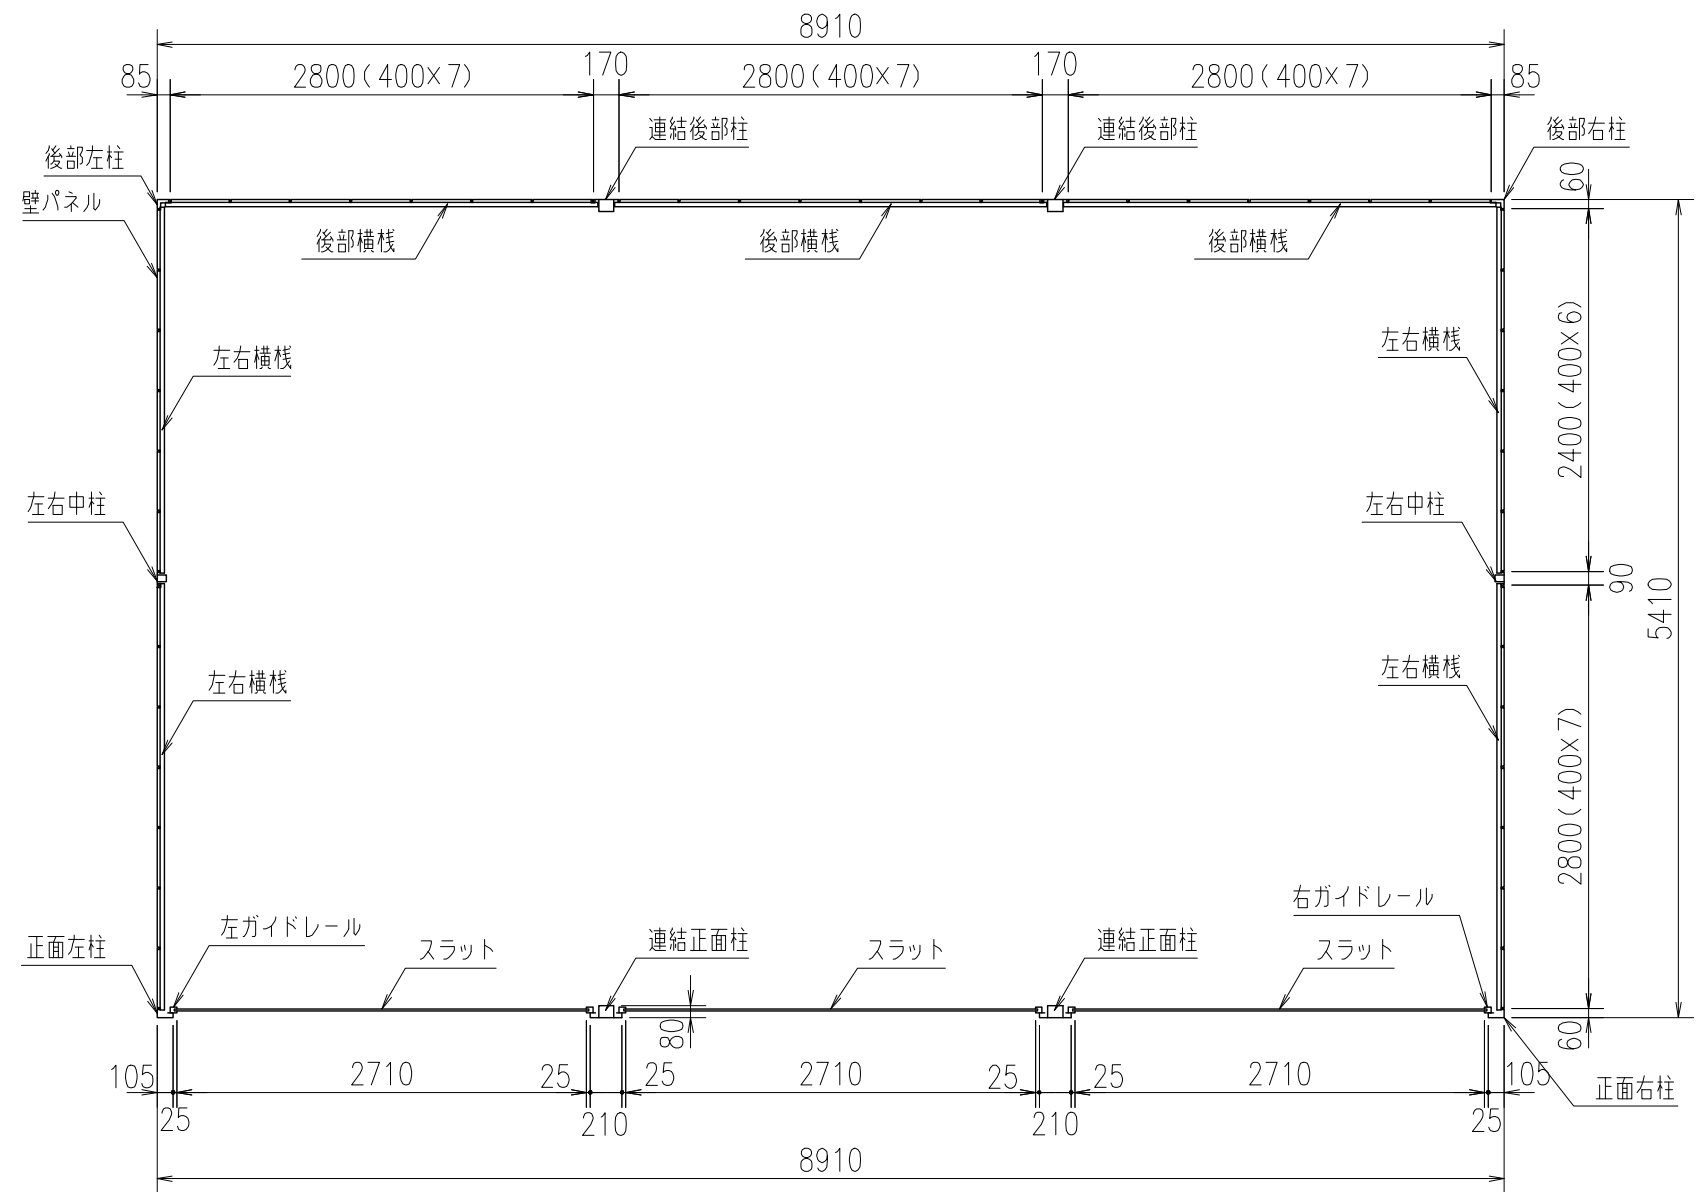 8910
85
2800(400×7)
170
2800(400×7)
170
2800(400×7)
85
連結後部柱
連結後部柱
後部右柱
後部左柱
60
壁パネル
後部横桟
後部横桟
後部横桟
左右横桟
左右横桟
2400(400×6)
左右中柱
左右中柱
90
5410
左右横桟
左右横桟
2800(400×7)
左ガイドレール
右ガイドレール
正面左柱
スラット
連結正面柱
スラット
連結正面柱
スラット
80
60
105
25
2710
25
210
25
2710
25
210
25
2710
25
105
正面右柱
8910